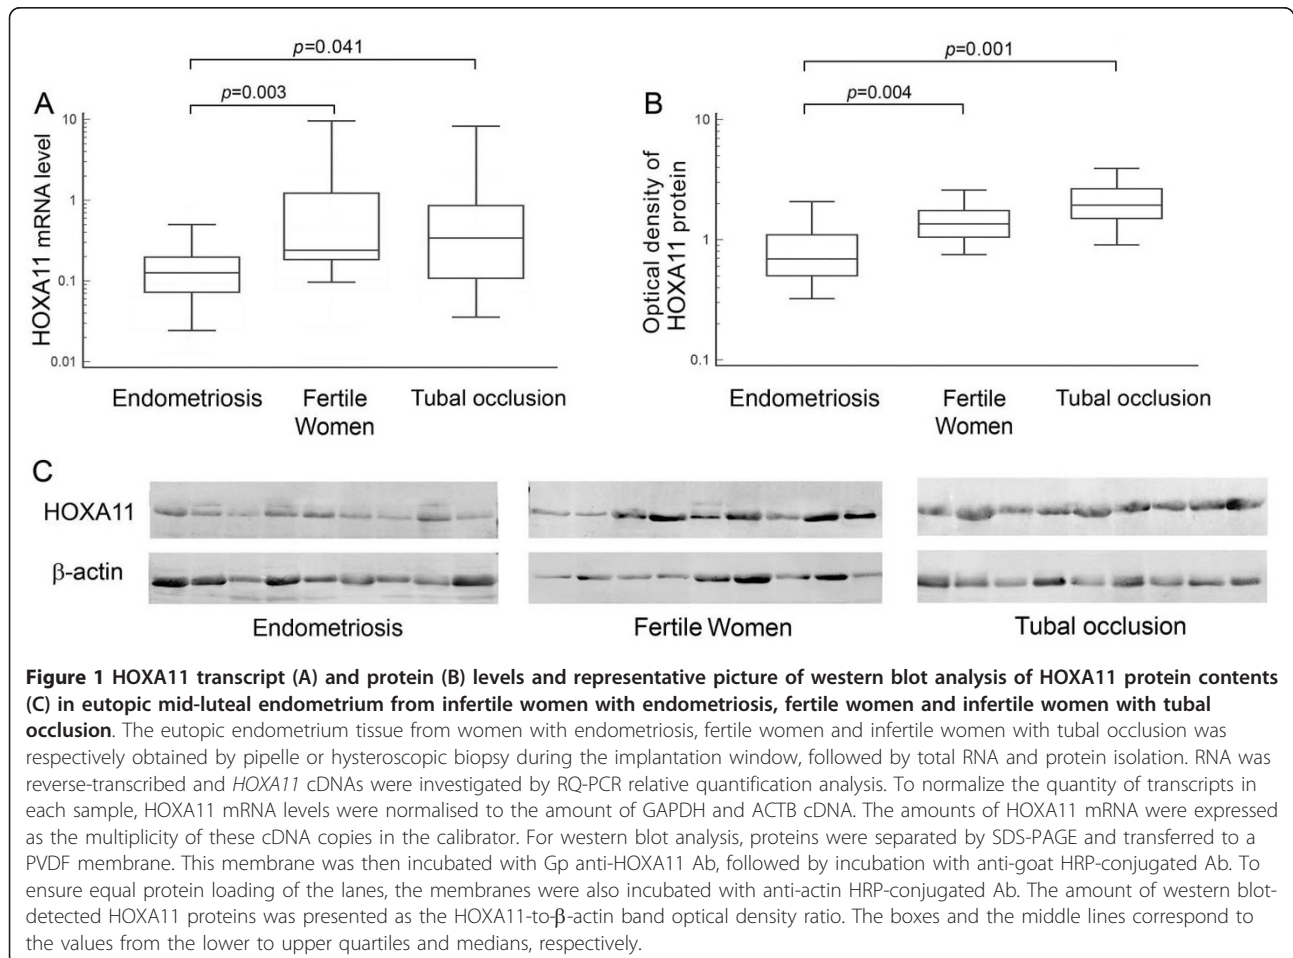 p=0.041
p=0.003
A
HOXA11 mRNA level
10
1
0.1
0.01
Endometriosis
Fertile
Women
Tubal occlusion
p=0.001
p=0.004
B
Optical density of
HOXA11 protein
10
1
0.1
Endometriosis
Fertile
Women
Tubal occlusion
C
HOXA11
β-actin
Endometriosis
Fertile Women
Tubal occlusion
Figure 1 HOXA11 transcript (A) and protein (B) levels and representative picture of western blot analysis of HOXA11 protein contents
(C) in eutopic mid-luteal endometrium from infertile women with endometriosis, fertile women and infertile women with tubal
occlusion. The eutopic endometrium tissue from women with endometriosis, fertile women and infertile women with tubal occlusion was
respectively obtained by pipelle or hysteroscopic biopsy during the implantation window, followed by total RNA and protein isolation. RNA was
reverse-transcribed and HOXA11 cDNAs were investigated by RQ-PCR relative quantification analysis. To normalize the quantity of transcripts in
each sample, HOXA11 mRNA levels were normalised to the amount of GAPDH and ACTB cDNA. The amounts of HOXA11 mRNA were expressed
as the multiplicity of these cDNA copies in the calibrator. For western blot analysis, proteins were separated by SDS-PAGE and transferred to a
PVDF membrane. This membrane was then incubated with Gp anti-HOXA11 Ab, followed by incubation with anti-goat HRP-conjugated Ab. To
ensure equal protein loading of the lanes, the membranes were also incubated with anti-actin HRP-conjugated Ab. The amount of western blot-
detected HOXA11 proteins was presented as the HOXA11-to-β-actin band optical density ratio. The boxes and the middle lines correspond to
the values from the lower to upper quartiles and medians, respectively.